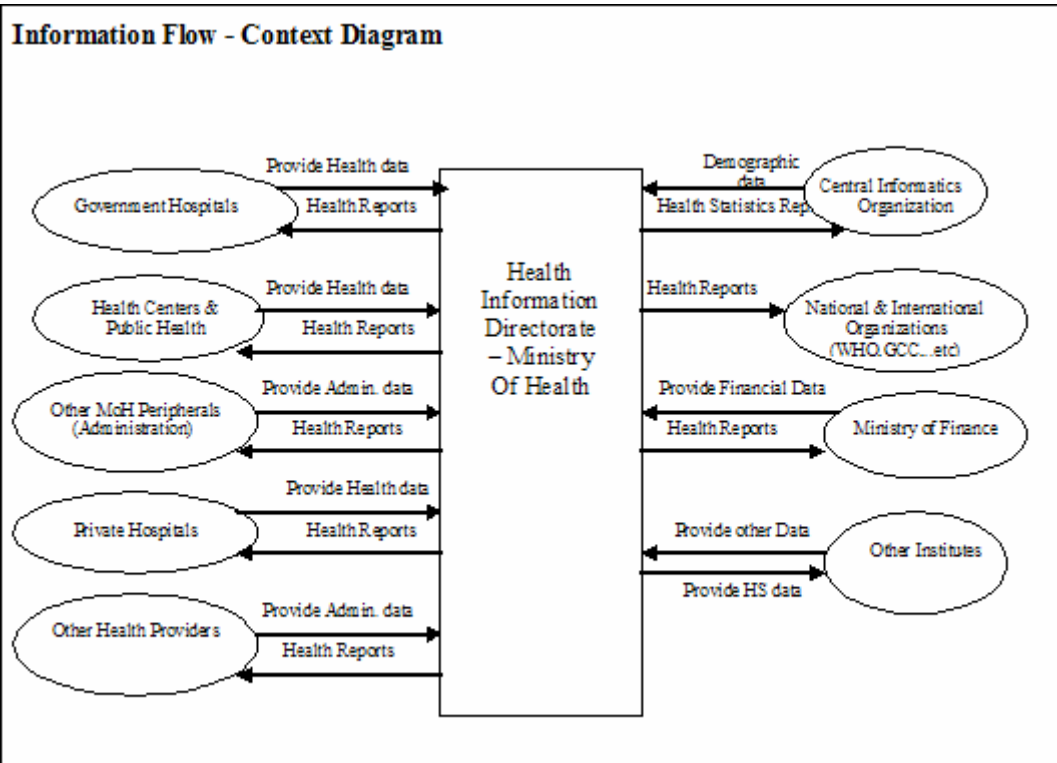 Information Flow - Context Diagram
Provide Health data
Government Hospitals
Health Reports
Provide Health data
Health Centers &
Public Health
Health Reports
Provide Admin. data
Other MoH Peripherals
(Administration)
Health Reports
Provide Health data
Private Hospitals
Health Reports
Provide Admin. data
Other Health Providers
Health Reports
Health
Information
Directorate
– Ministry
Of Health
Demographic
data
Central Informatics
Organization
Health Statistics Rep
Health Reports
National & International
Organizations
(WHO.GCC...etc)
Provide Financial Data
Ministry of Finance
Health Reports
Provide other Data
Other Institutes
Provide HS data